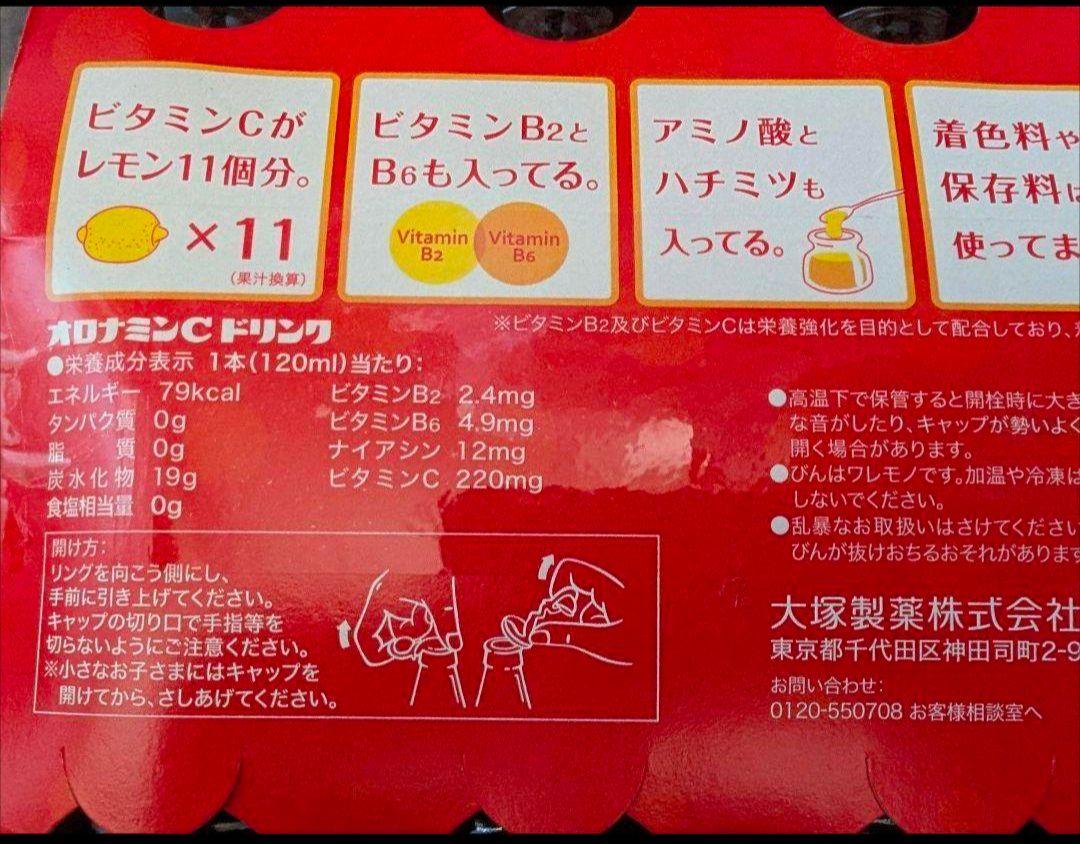 ビタミンCが
レモン11個分。
×11
(果汁換算)
ビタミンB2と
B6も入ってる。
Vitamin
B2
Vitamin
B6
アミノ酸と
ハチミツも
入ってる。
着色料や
保存料は
使ってま
オロナミンCドリンク
※ビタミンB2及びビタミンCは栄養強化を目的として配合しており、
●栄養成分表示 1本(120ml)当たり:
エネルギー 79kcal ビタミンB2 2.4mg
タンパク質 0g ビタミンB6 4.9mg
脂質 0g ナイアシン 12mg
炭水化物 19g ビタミンC 220mg
食塩相当量 0g
開け方:
リングを向こう側にし、
手前に引き上げてください。
キャップの切り口で手指等を
切らないようにご注意ください。
※小さなお子さまにはキャップを
開けてから、さしあげてください。
●高温下で保管すると開栓時に大き
な音がしたり、キャップが勢いよく
開く場合があります。
●びんはワレモノです。加温や冷凍は
しないでください。
●乱暴なお取扱いはさけてください
びんが抜けおちるおそれがあります
大塚製薬株式会社
東京都千代田区神田司町2-9
お問い合わせ:
0120-550708 お客様相談室へ